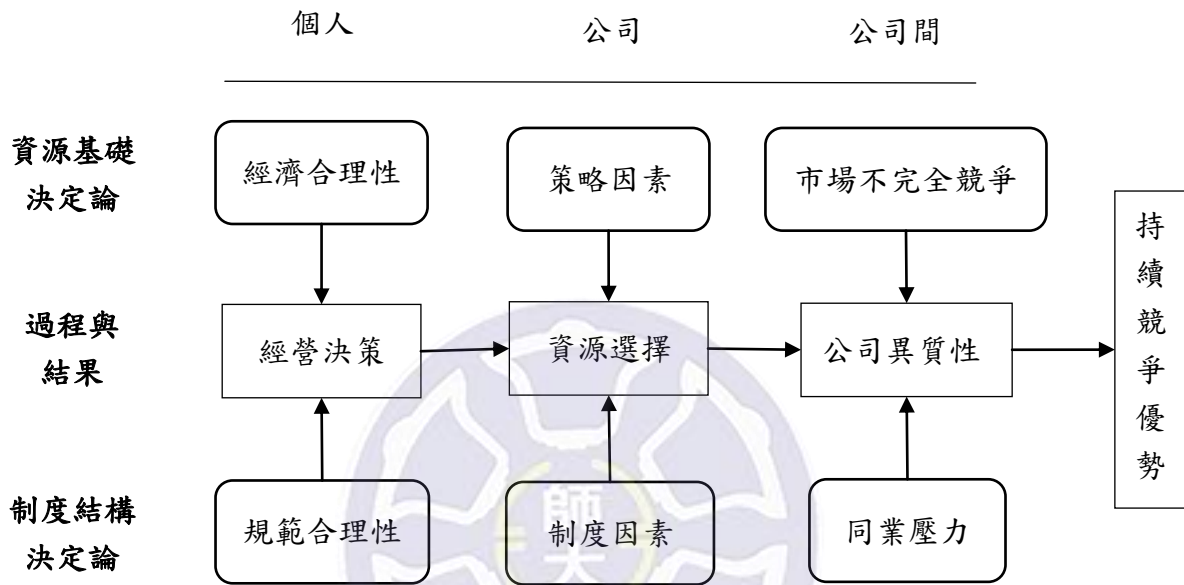 個人 公司 公司間
資源基礎
決定論
經濟合理性
策略因素
市場不完全競爭
過程與
結果
經營決策
資源選擇
公司異質性
持
續
競
爭
優
勢
制度結構
決定論
規範合理性
制度因素
同業壓力
師
大